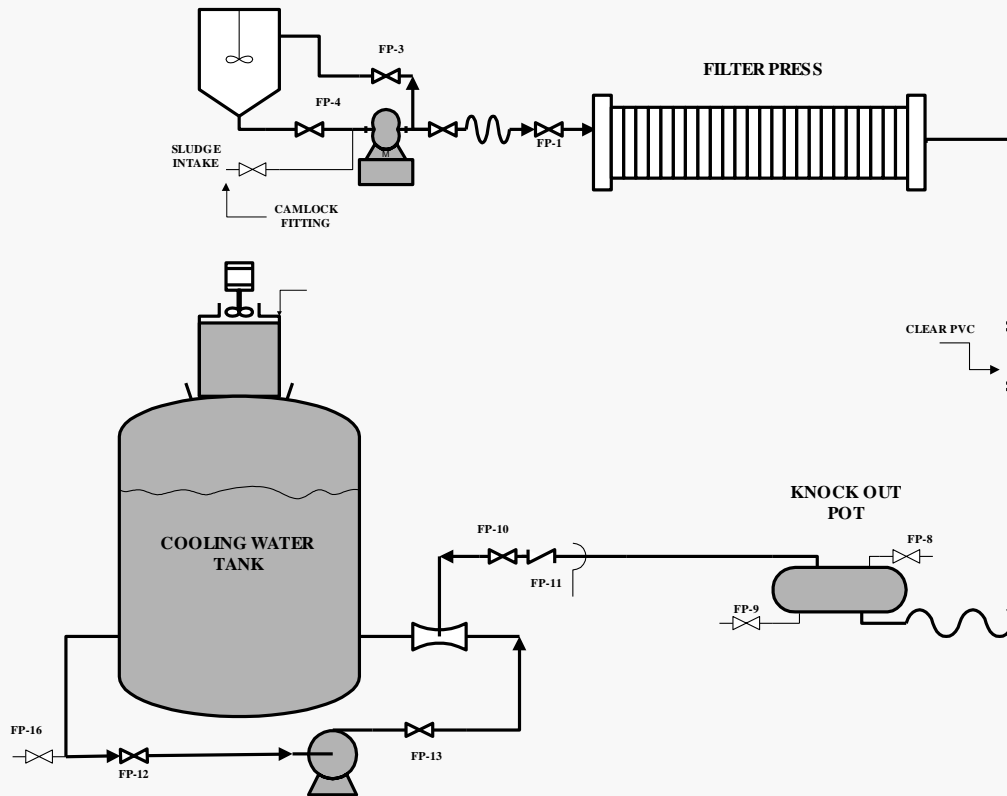 FP-3
FILTER PRESS
FP-4
FP-1
M
SLUDGE
INTAKE
CAMLOCK
FITTING
CLEAR PVC
KNOCK OUT
POT
FP-10
FP-8
COOLING WATER
TANK
FP-11
FP-9
FP-16
FP-13
FP-12